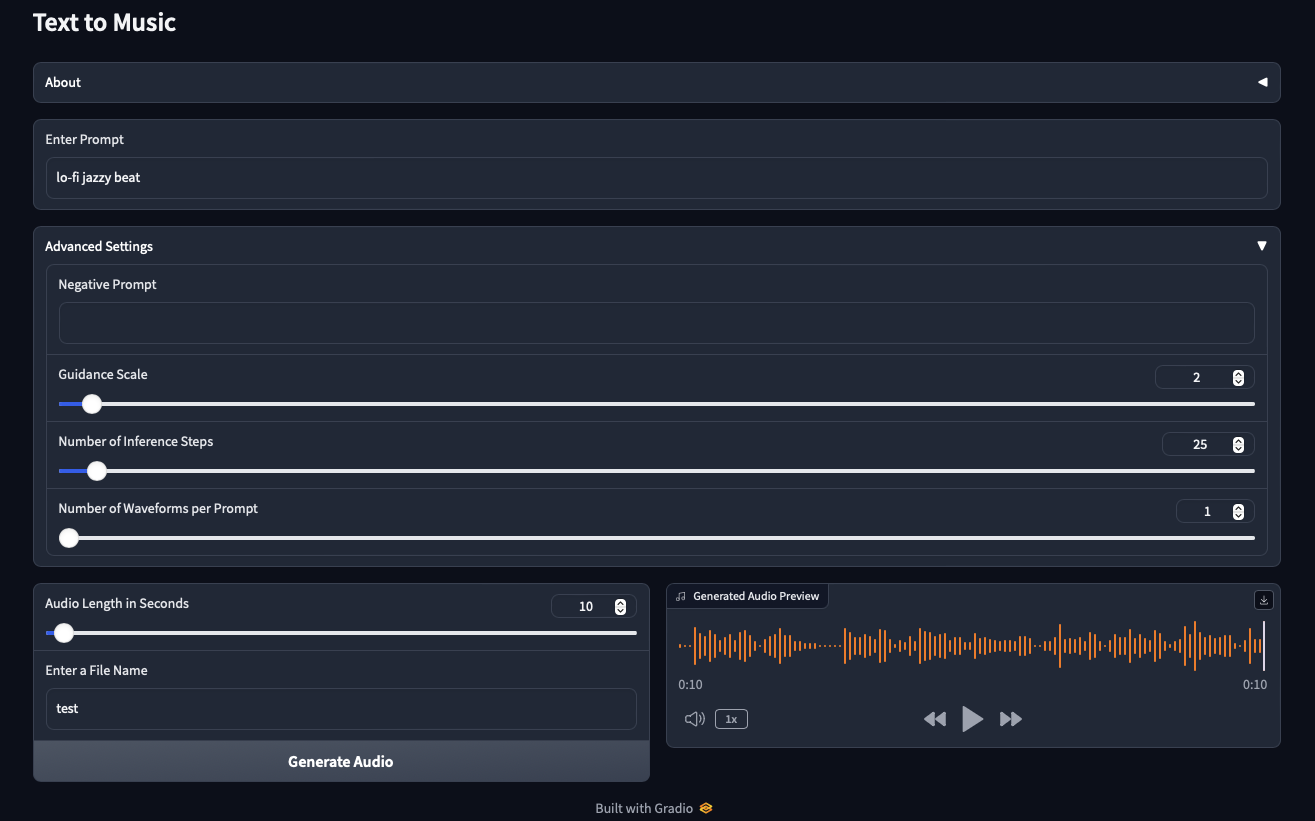 Text to Music
About
Enter Prompt
lo-fi jazzy beat
Advanced Settings
Negative Prompt
Guidance Scale
2
Number of Inference Steps
25
Number of Waveforms per Prompt
1
Audio Length in Seconds
10
Enter a File Name
test
Generate Audio
Generated Audio Preview
0:10
0:10
1x
Built with Gradio